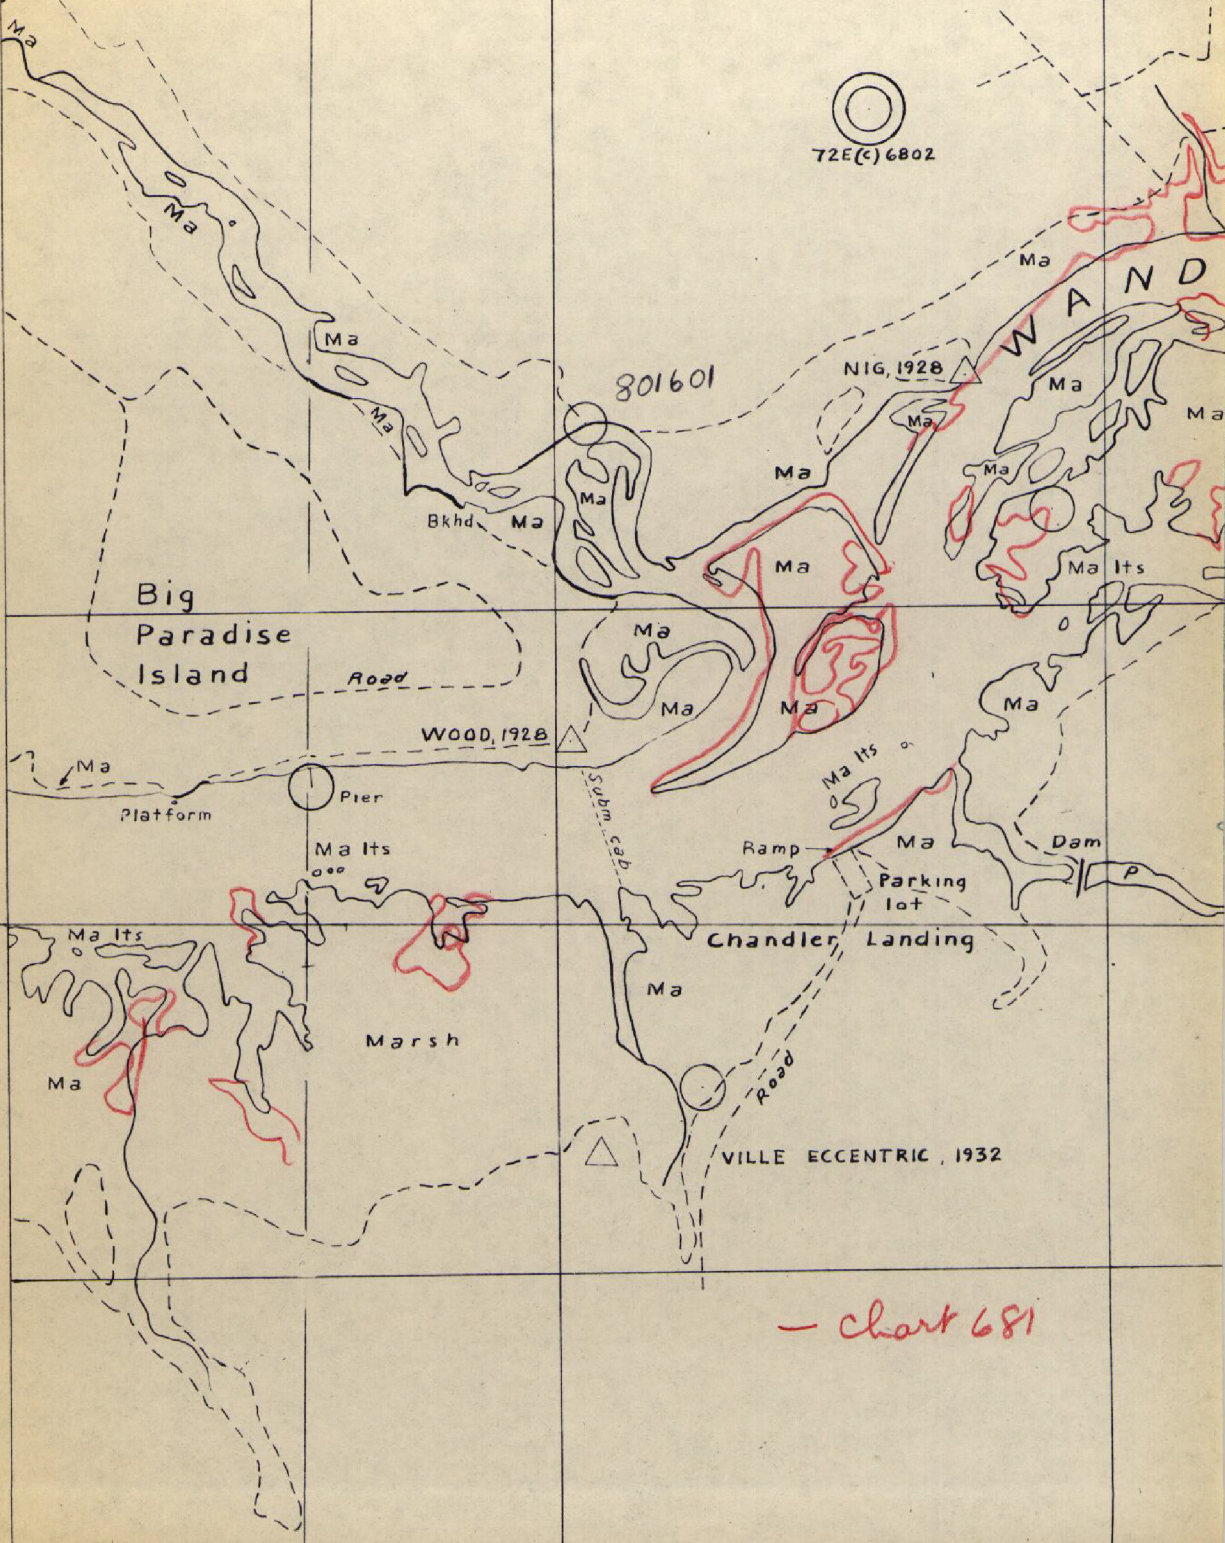 Ma
72E(c)6802
Ma
Ma
W A N D
Ma
NIG, 1928
801601
Ma
Ma
Ma
Ma
Ma
Ma
Ma
Ma
Bkhd
Ma
Ma
Ma Its
Big
Paradise
Island
Ma
Road
Ma
Ma
Ma
WOOD, 1928
Ma
Ma Its
Platform
Pier
Subm cab
Ma Its
Ramp
Ma
Dam
P
Parking
lot
Ma Its
Chandler Landing
Ma
Marsh
Ma
Road
VILLE ECCENTRIC, 1932
— Chart 681